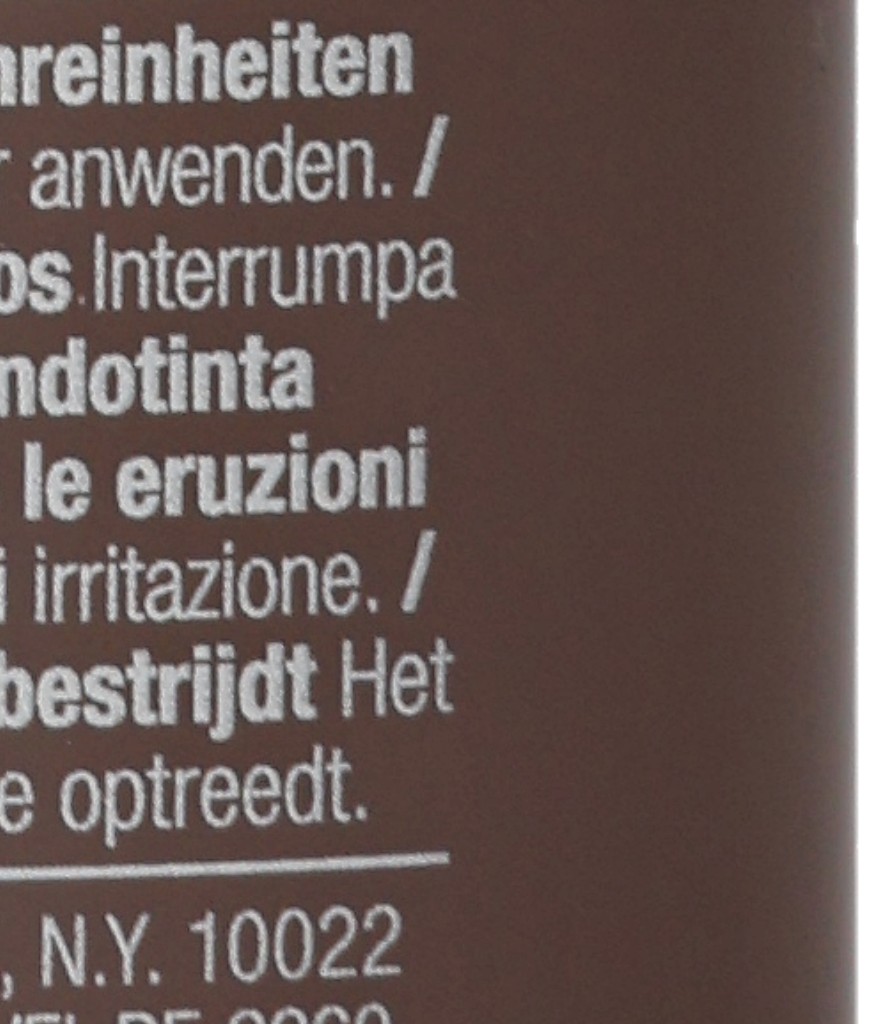 nreinheiten
r anwenden. /
os Interrumpa
ndotinta
le eruzioni
i irritazione. /
bestrijdt Het
e optreedt.
, N.Y. 10022